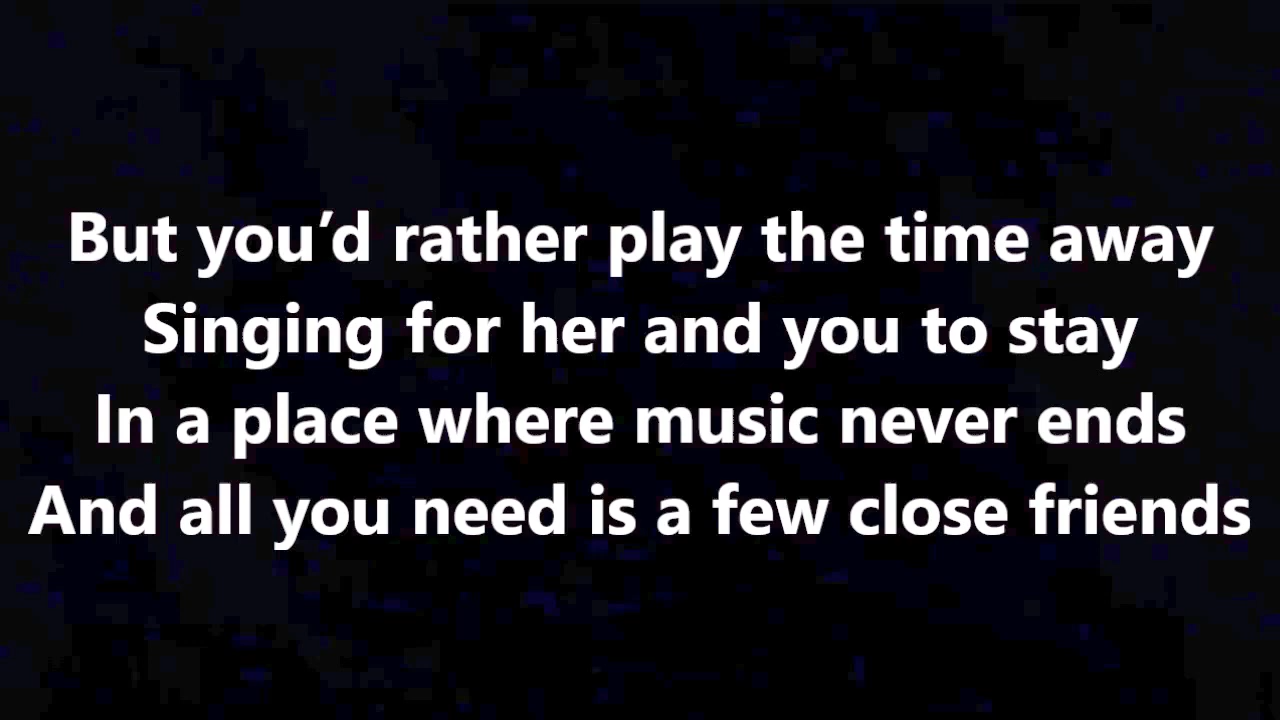 But you’d rather play the time away
Singing for her and you to stay
In a place where music never ends
And all you need is a few close friends